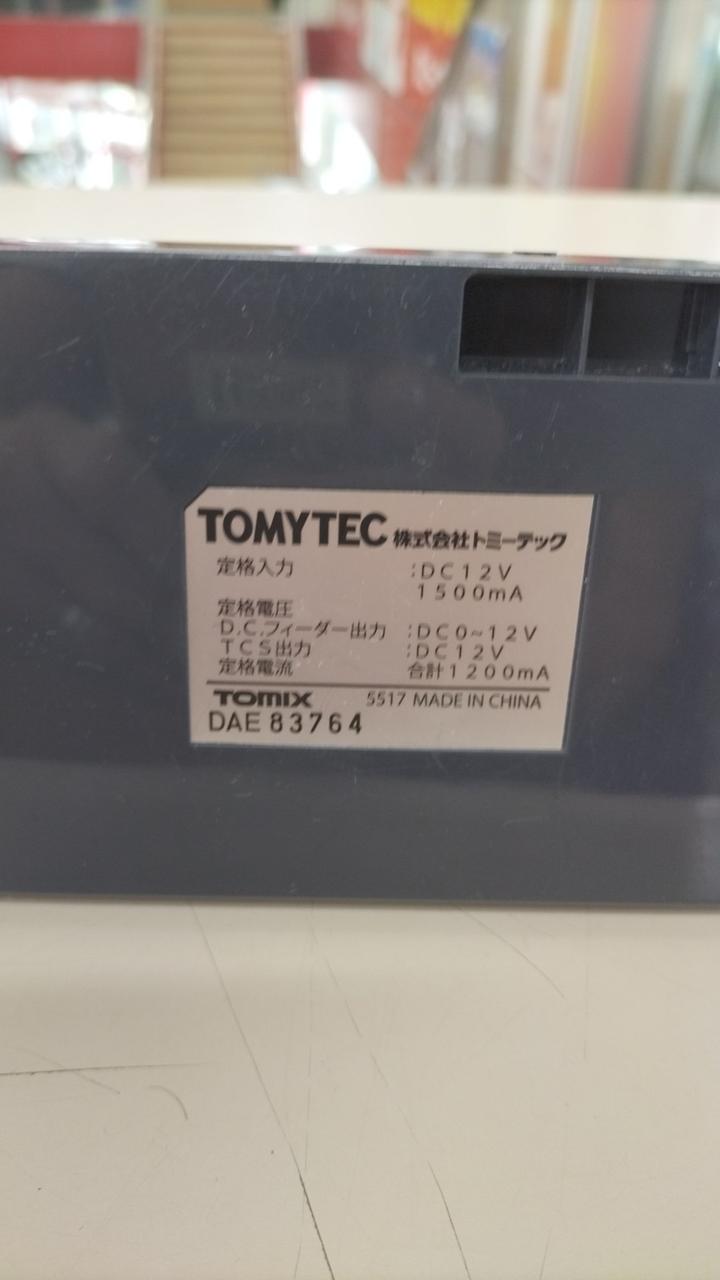 TOMYTEC 株式会社トミーテック
定格入力 :DC12V
1500mA
定格電圧
D.C.フィーダー出力 :DC0~12V
TCS出力 :DC12V
定格電流 合計1200mA
TOMIX 5517 MADE IN CHINA
DAE 83764